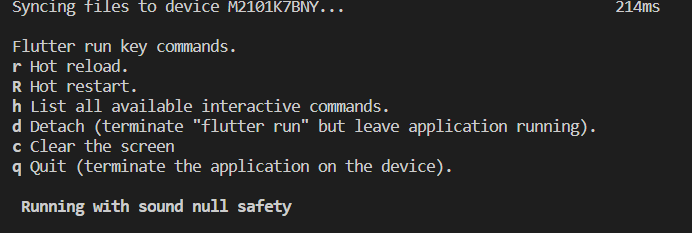 Syncing files to device M2101K7BNY... 214ms
Flutter run key commands.
r Hot reload.
R Hot restart.
h List all available interactive commands.
d Detach (terminate "flutter run" but leave application running).
c Clear the screen
q Quit (terminate the application on the device).
Running with sound null safety